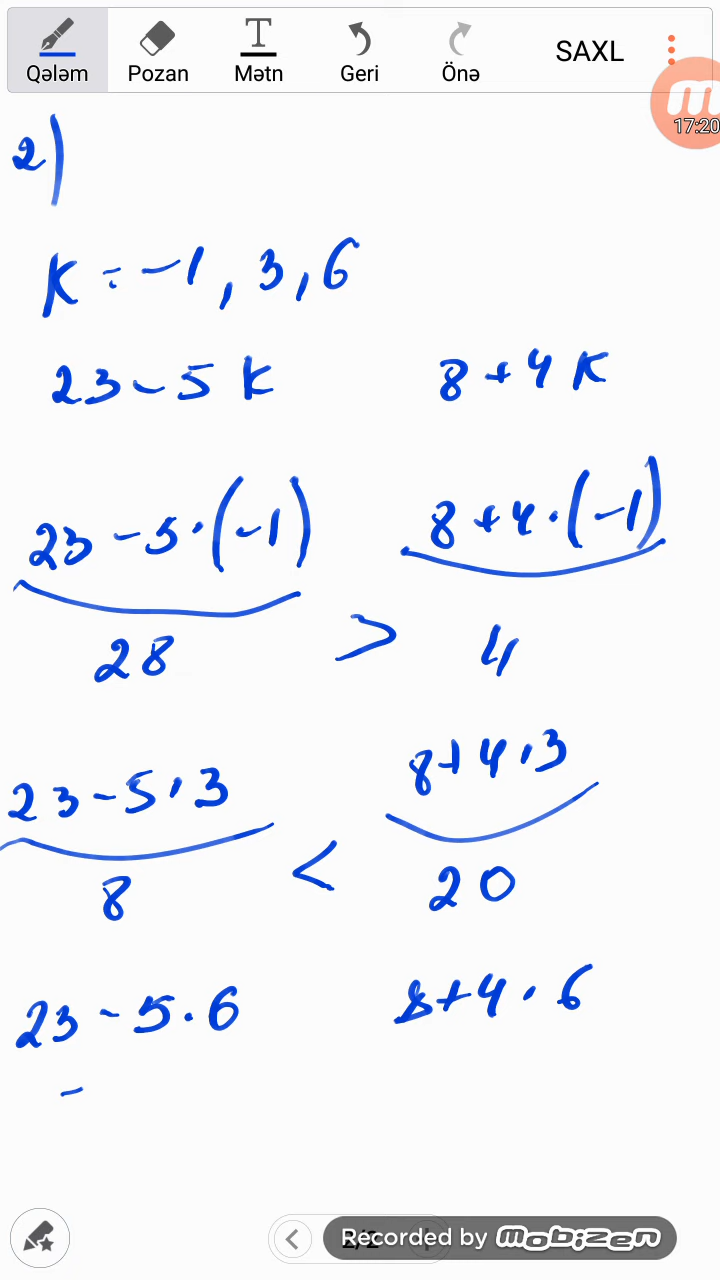 Qələm Pozan Mətn Geri Önə SAXL
17:20
2)
K = -1, 3, 6
23 - 5K 8 + 4K
23 - 5·(-1) 8 + 4·(-1)
28 > 4
23 - 5·3 8 + 4·3
8 < 20
23 - 5·6 8 + 4·6
-
Recorded by mobizen